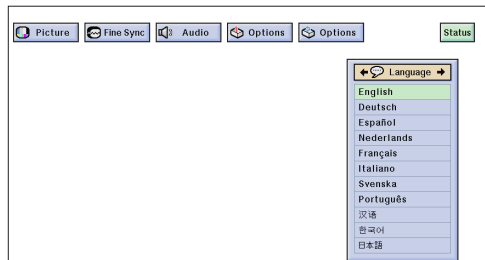 Picture Fine Sync Audio Options Options Status
Language
English
Deutsch
Español
Nederlands
Français
Italiano
Svenska
Português
汉语
한국어
日本語